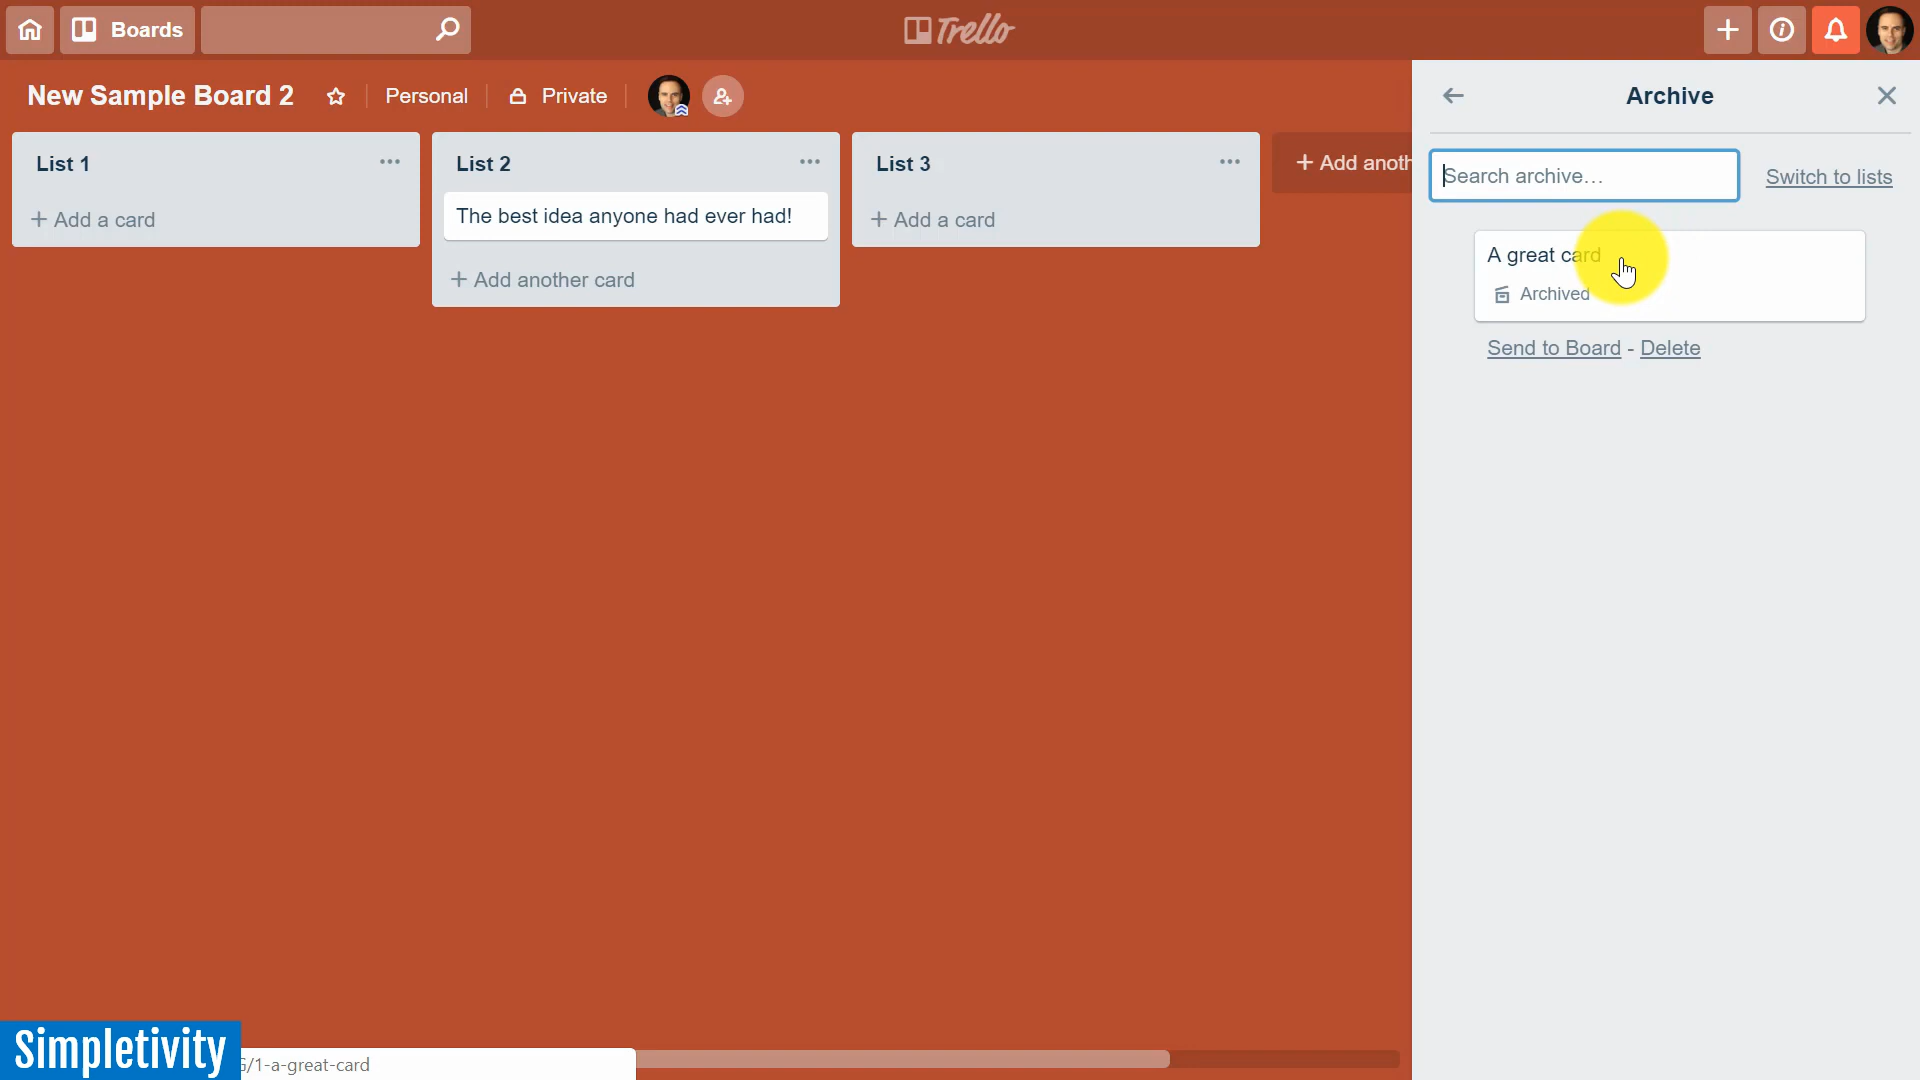 Boards
Trello
New Sample Board 2
Personal
Private
Archive
List 1
+ Add a card
List 2
The best idea anyone had ever had!
+ Add another card
List 3
+ Add a card
+ Add anoth
Search archive…
Switch to lists
A great card
Archived
Send to Board - Delete
Simpletivity
/1-a-great-card